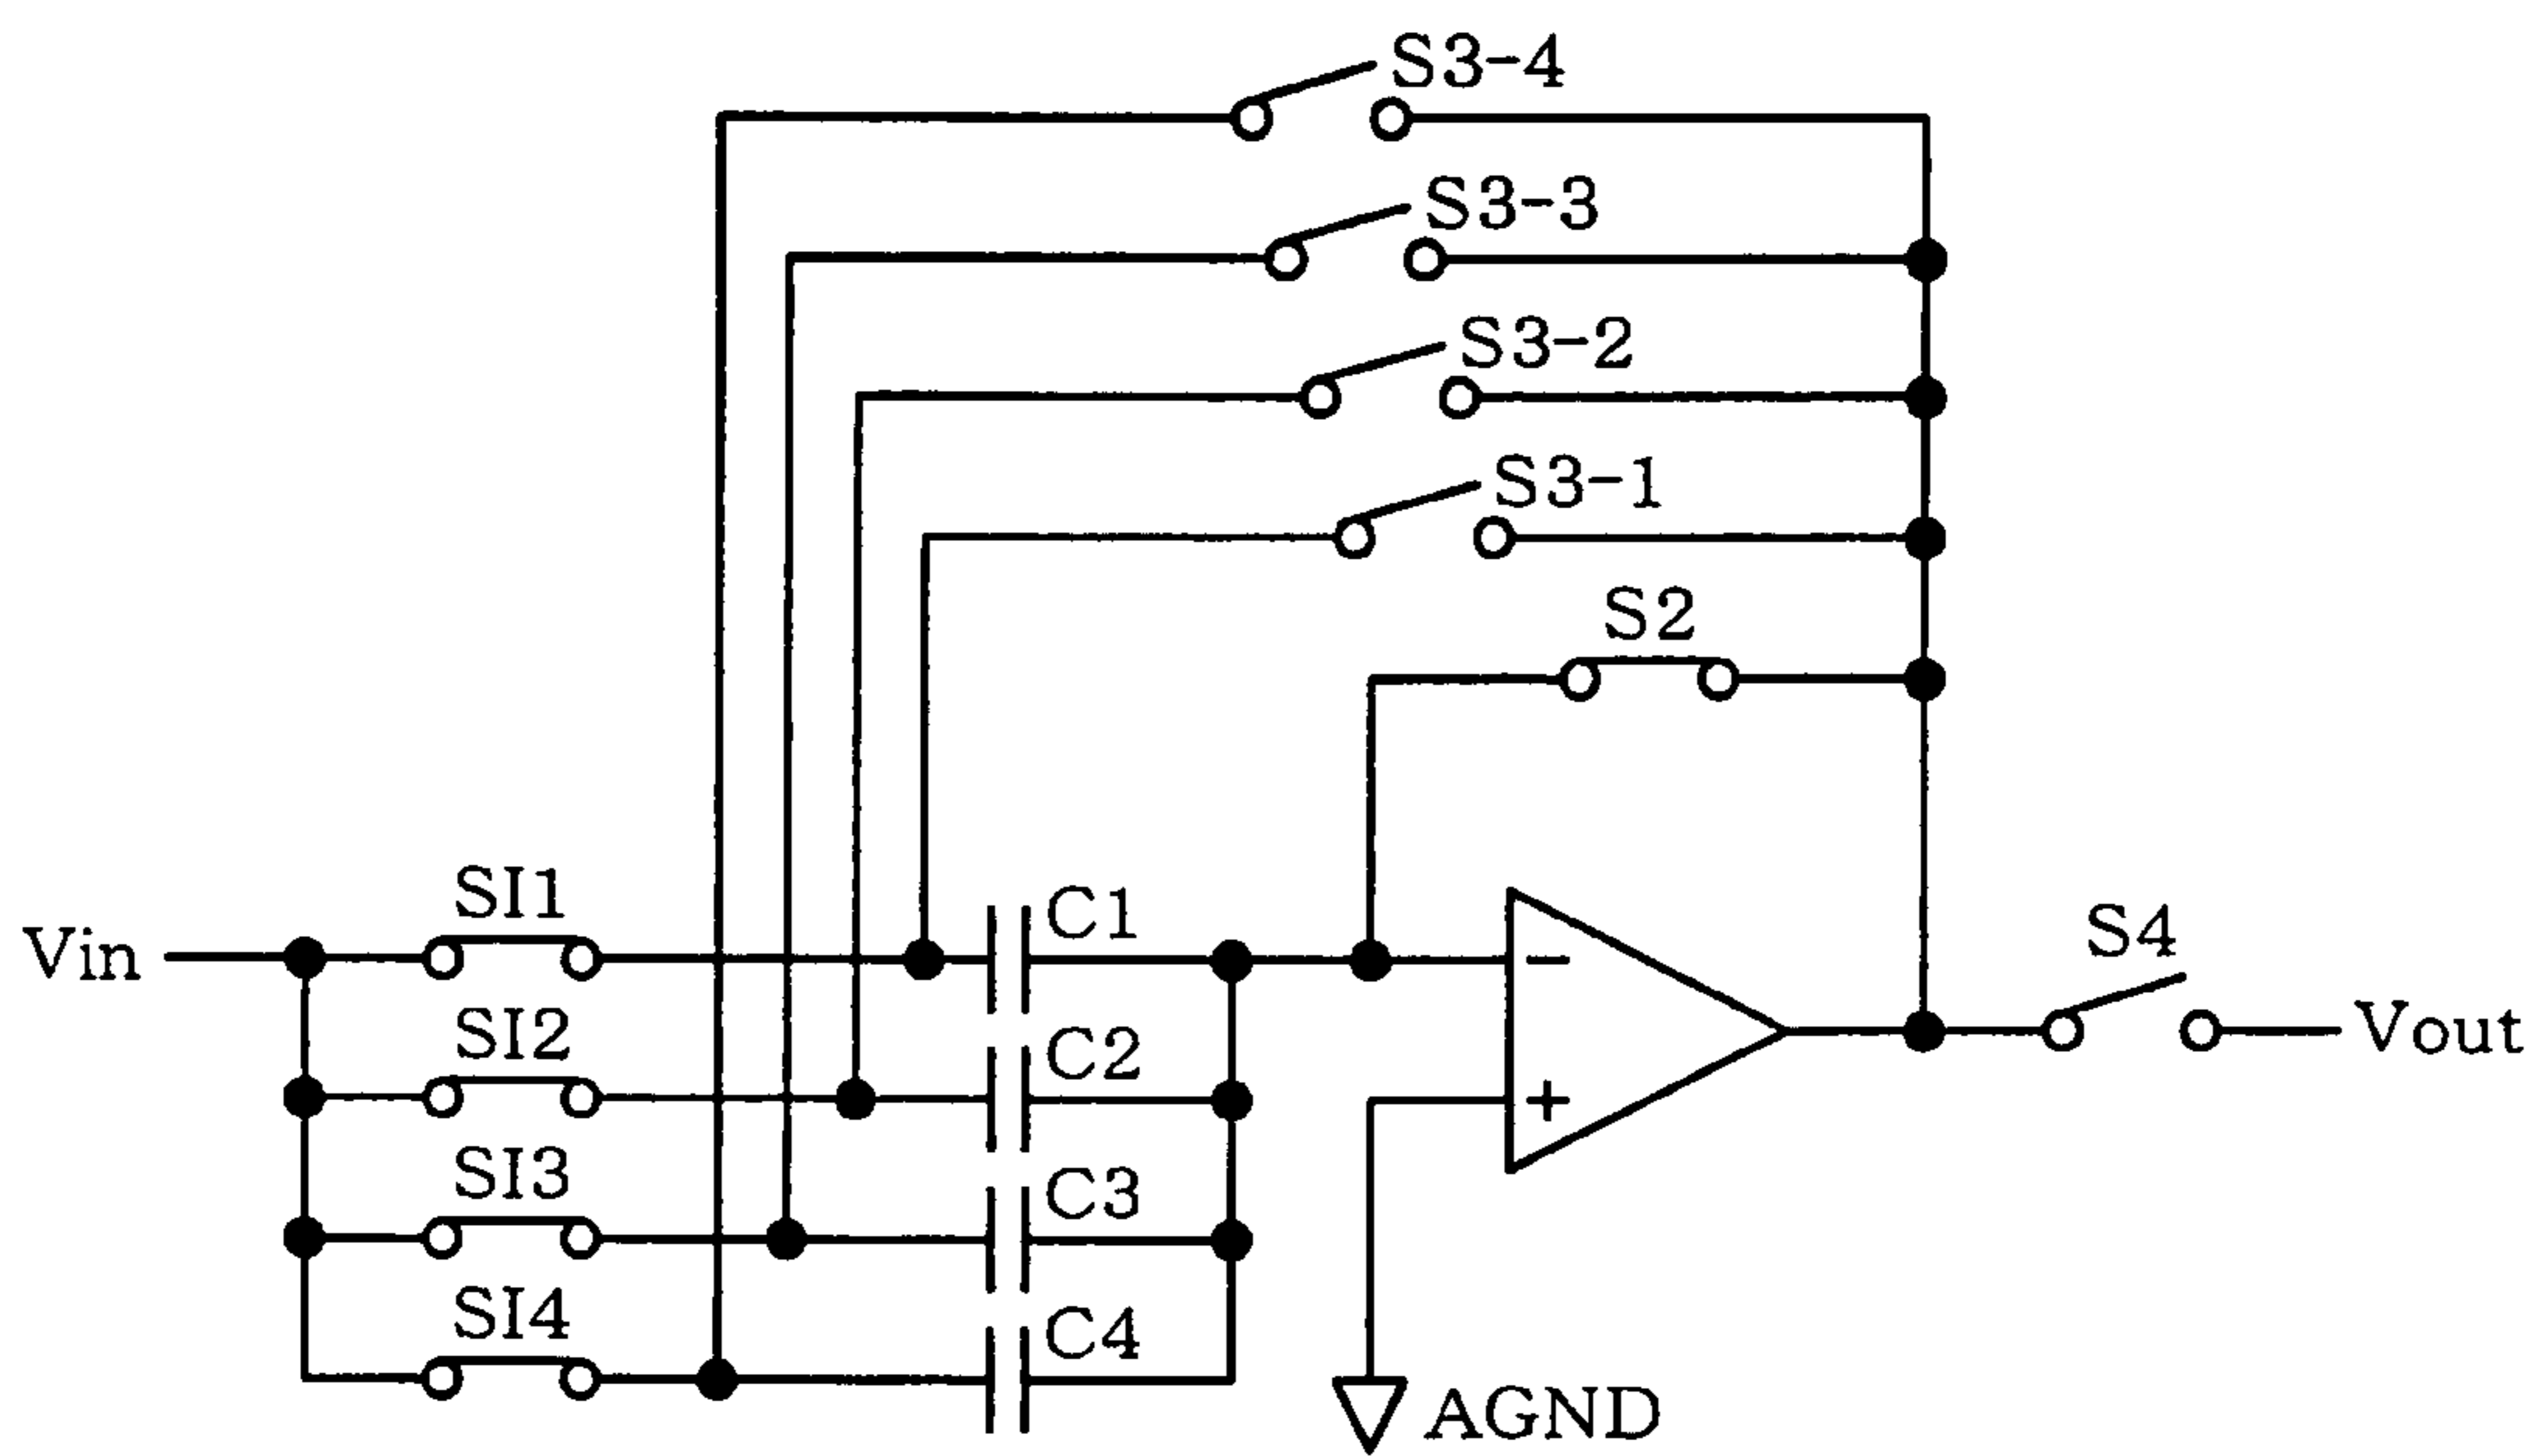 S3-4
S3-3
S3-2
S3-1
S2
SI1
C1
Vin
S4
SI2
C2
Vout
SI3
C3
SI4
C4
AGND